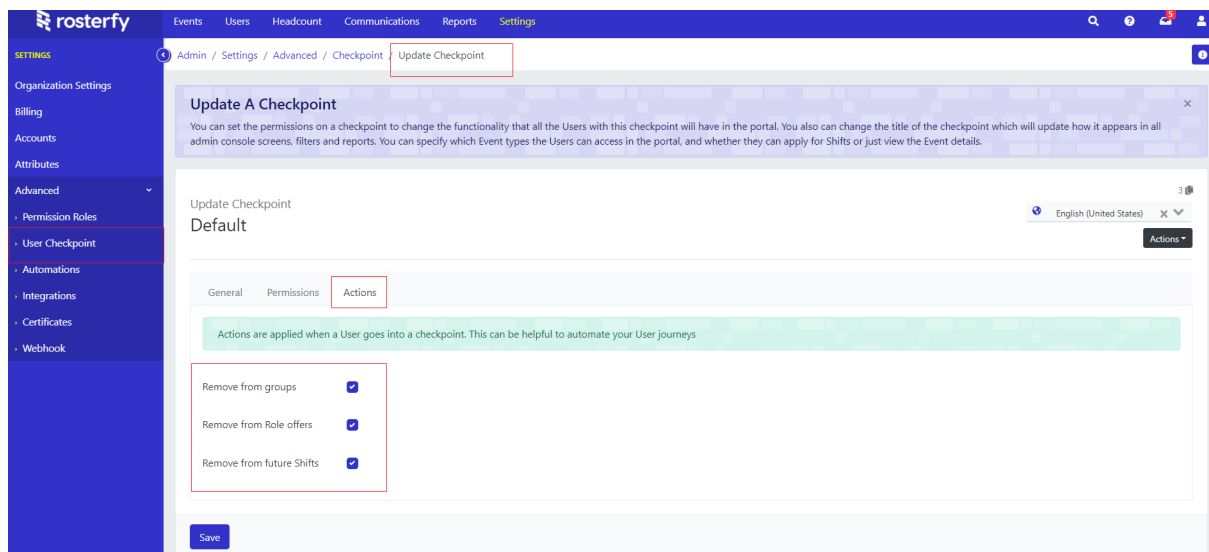 rosterfy
Events Users Headcount Communications Reports Settings
5
SETTINGS
Admin / Settings / Advanced / Checkpoint / Update Checkpoint
Organization Settings
Billing
Accounts
Attributes
Advanced
Permission Roles
User Checkpoint
Automations
Integrations
Certificates
Webhook
Update A Checkpoint
You can set the permissions on a checkpoint to change the functionality that all the Users with this checkpoint will have in the portal. You also can change the title of the checkpoint which will update how it appears in all
admin console screens, filters and reports. You can specify which Event types the Users can access in the portal, and whether they can apply for Shifts or just view the Event details.
3
Update Checkpoint
Default
English (United States)
Actions
General Permissions Actions
Actions are applied when a User goes into a checkpoint. This can be helpful to automate your User journeys
Remove from groups
Remove from Role offers
Remove from future Shifts
Save